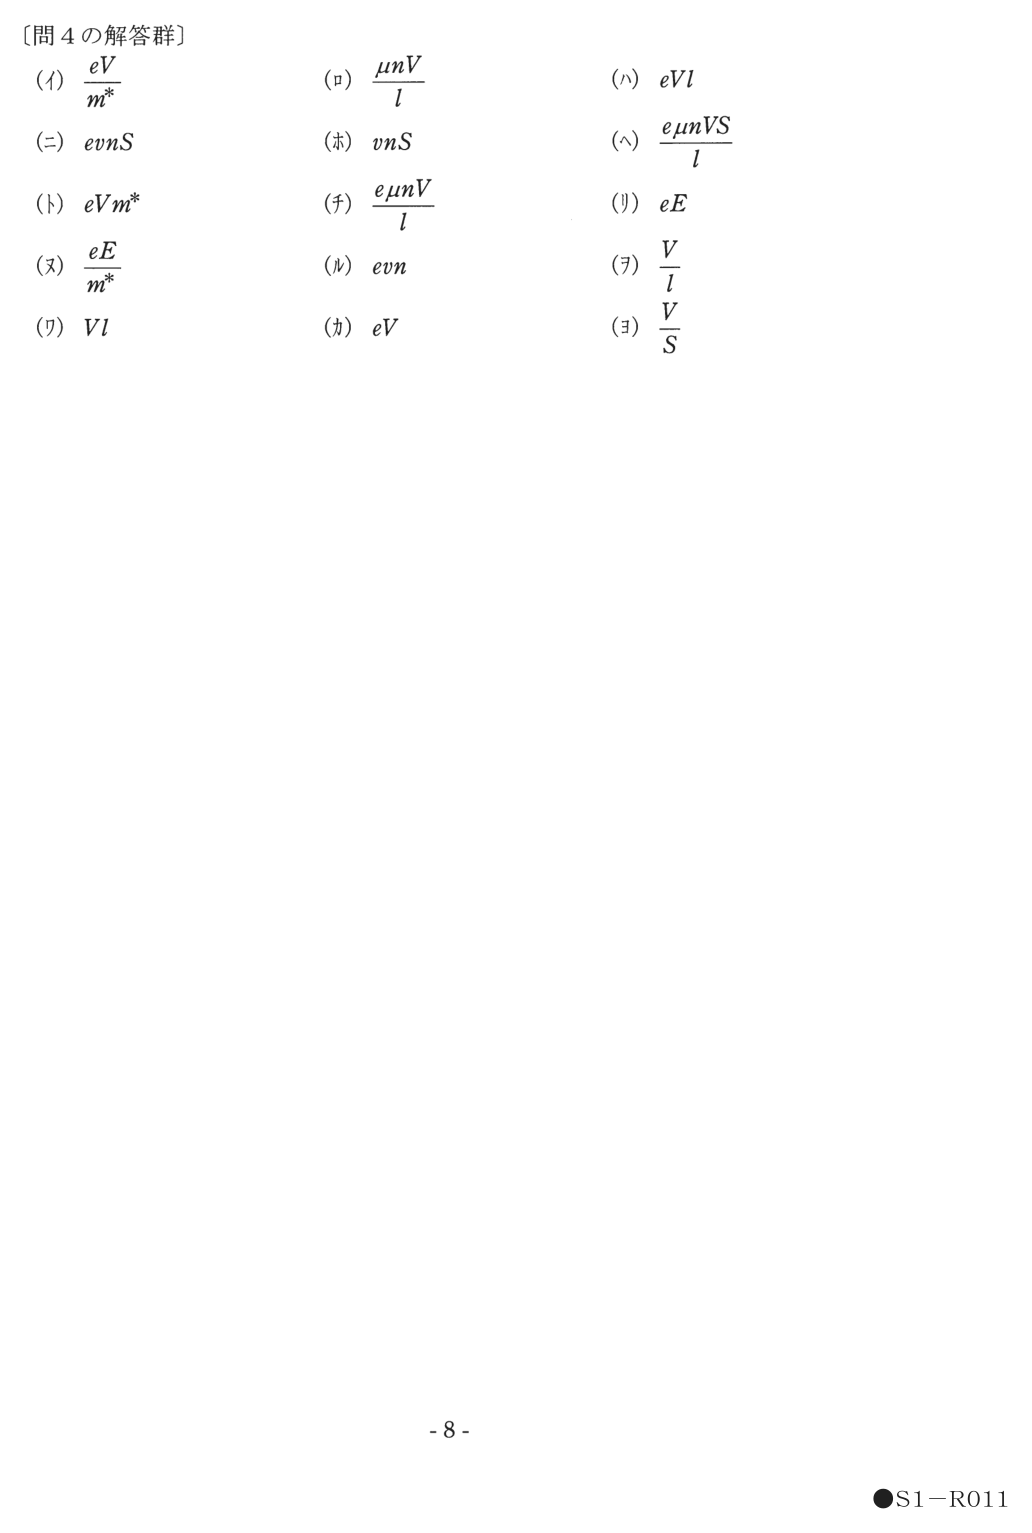 〔問４の解答群〕
(イ) eV/m* (ロ) μnV/l (ハ) eVl
(ニ) evnS (ホ) vnS (ヘ) eμnVS/l
(ト) eVm* (チ) eμnV/l (リ) eE
(ヌ) eE/m* (ル) evn (ヲ) V/l
(ワ) Vl (カ) eV (ヨ) V/S
- 8 -
●S1－R011